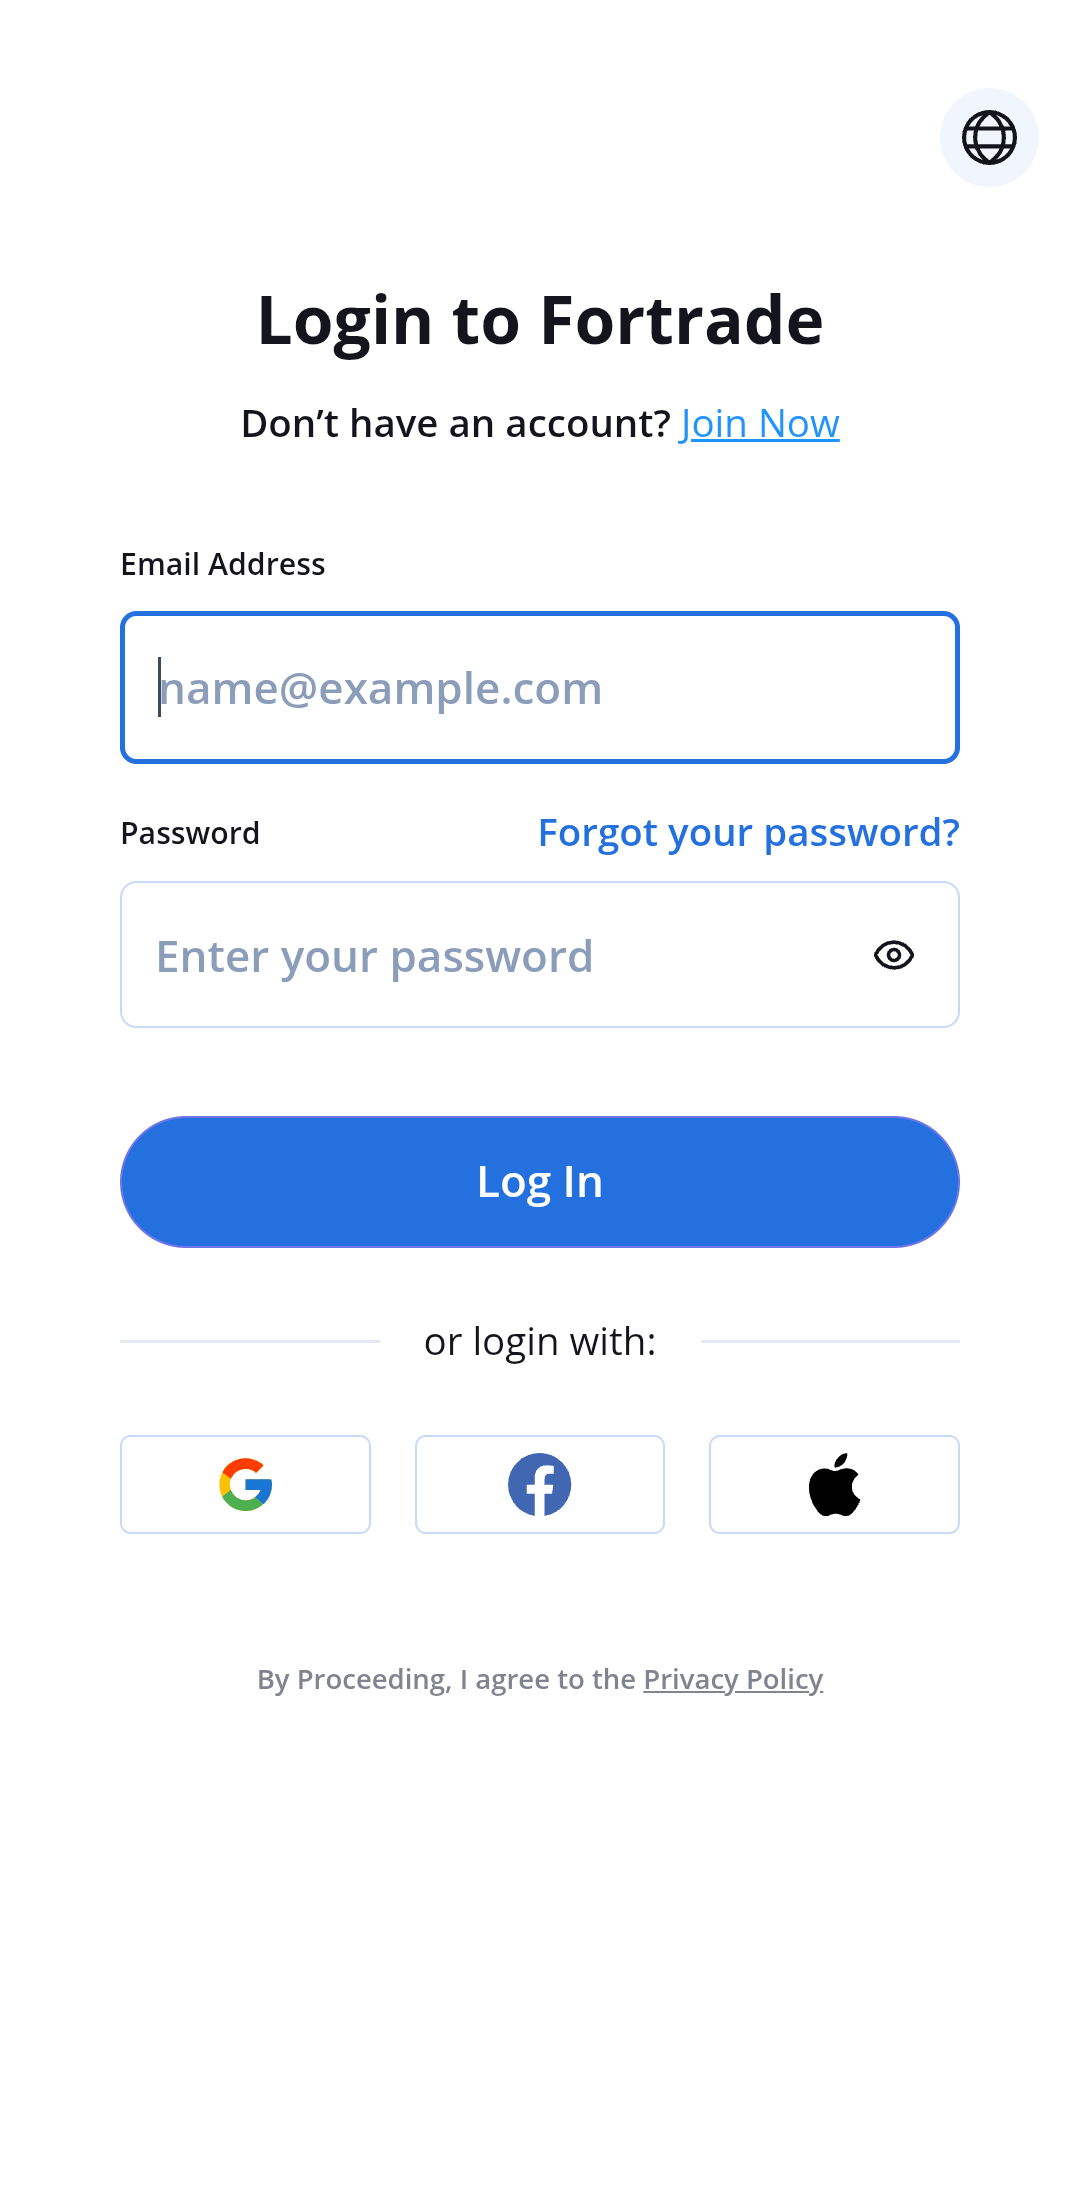 Login to Fortrade
Don’t have an account? Join Now
Email Address
name@example.com
Password Forgot your password?
Enter your password
Log In
or login with:
By Proceeding, I agree to the Privacy Policy